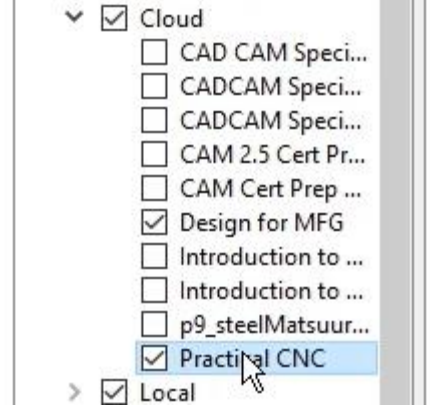 Cloud
CAD CAM Speci...
CADCAM Speci...
CADCAM Speci...
CAM 2.5 Cert Pr...
CAM Cert Prep ...
Design for MFG
Introduction to ...
Introduction to ...
p9_steelMatsuur...
Practical CNC
Local